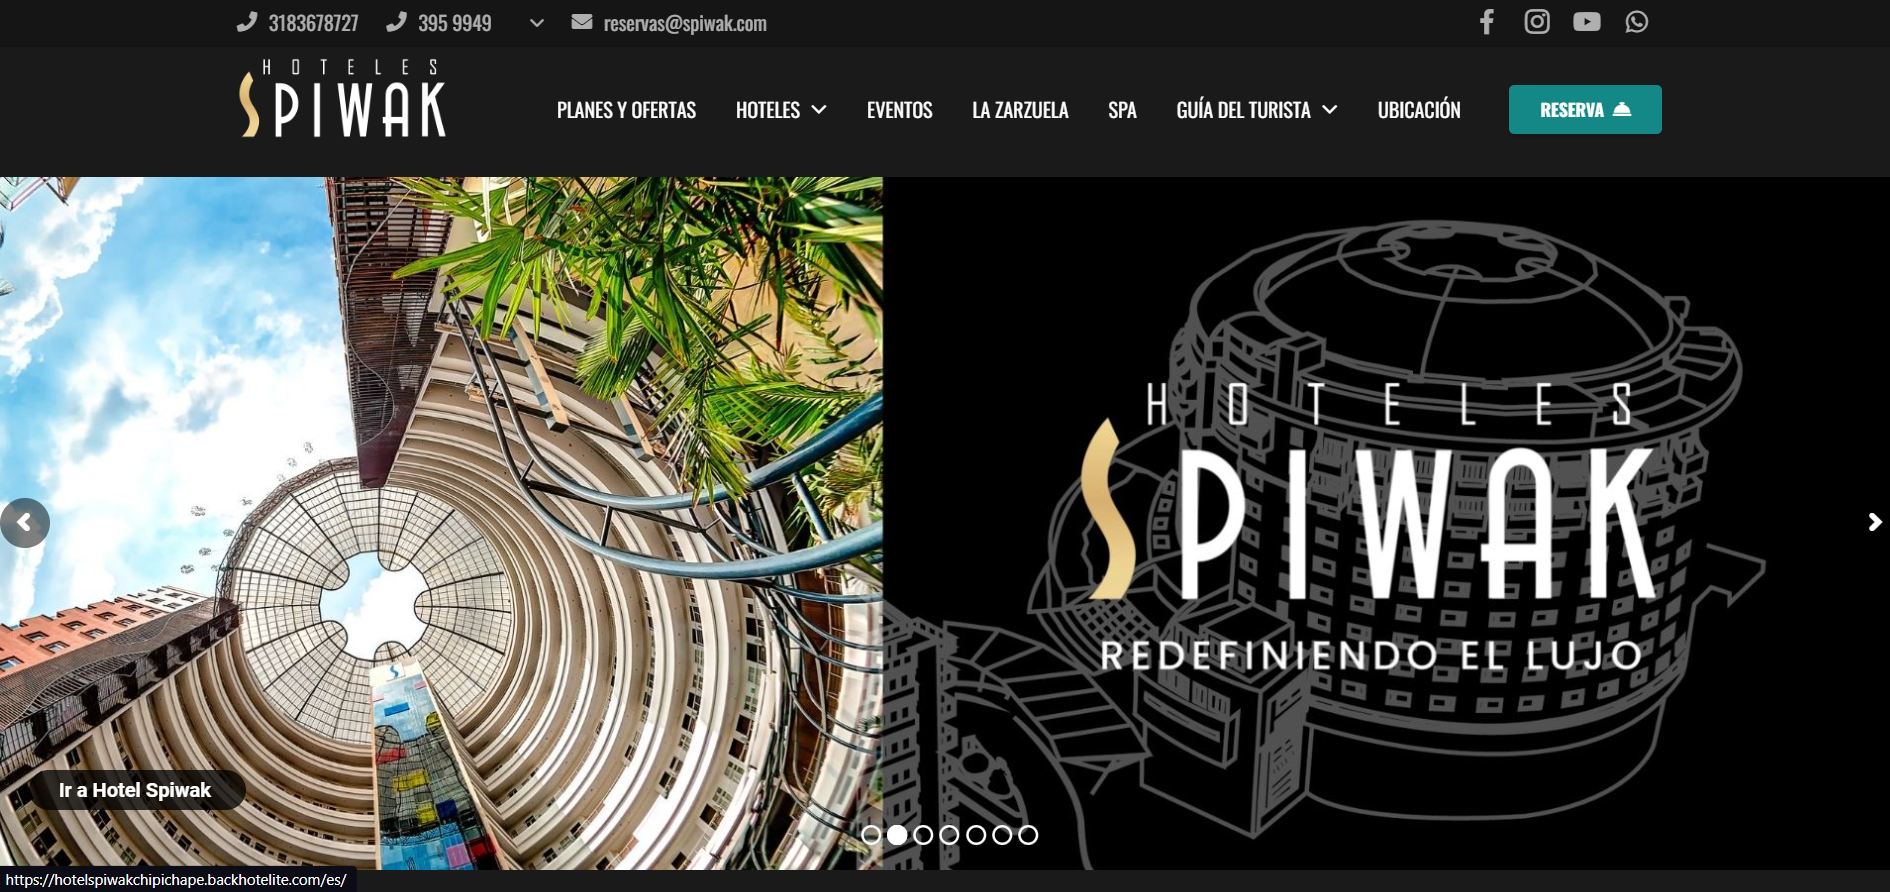 3183678727 395 9949 reservas@spiwak.com
HOTELES
SPIWAK
PLANES Y OFERTAS HOTELES EVENTOS LA ZARZUELA SPA GUÍA DEL TURISTA UBICACIÓN RESERVA
HOTELES
SPIWAK
REDEFINIENDO EL LUJO
Ir a Hotel Spiwak
https://hotelspiwakchipichape.backhotelite.com/es/